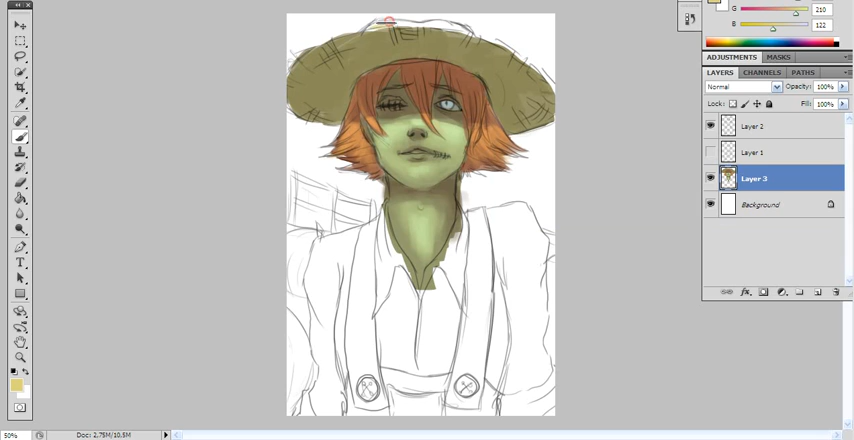 G 210
B 122
ADJUSTMENTS MASKS
LAYERS CHANNELS PATHS
Normal Opacity: 100%
Lock: Fill: 100%
Layer 2
Layer 1
Layer 3
Background
fx
T
50% Doc: 2.75M/10.5M